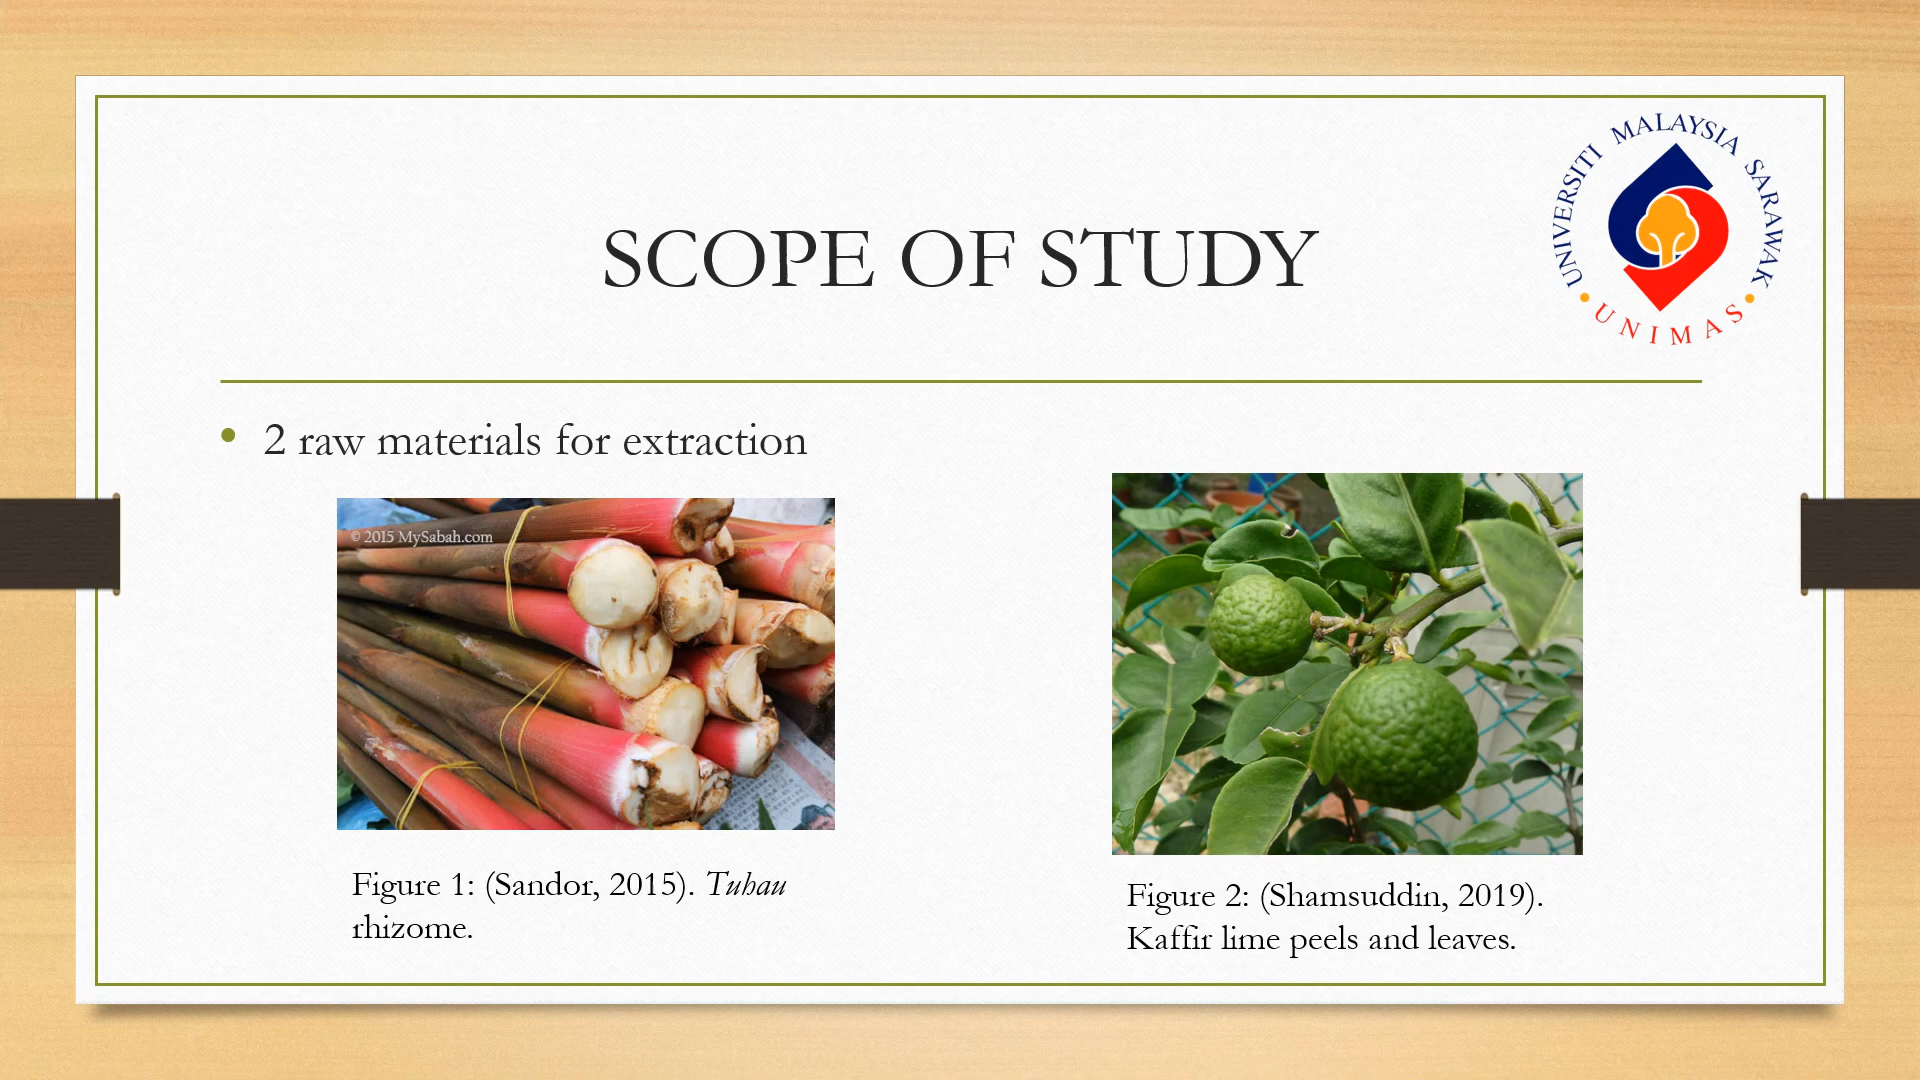 UNIVERSITI MALAYSIA SARAWAK
• UNIMAS •
SCOPE OF STUDY
• 2 raw materials for extraction
© 2015 MySabah.com
Figure 1: (Sandor, 2015). Tuhau
rhizome.
Figure 2: (Shamsuddin, 2019).
Kaffir lime peels and leaves.